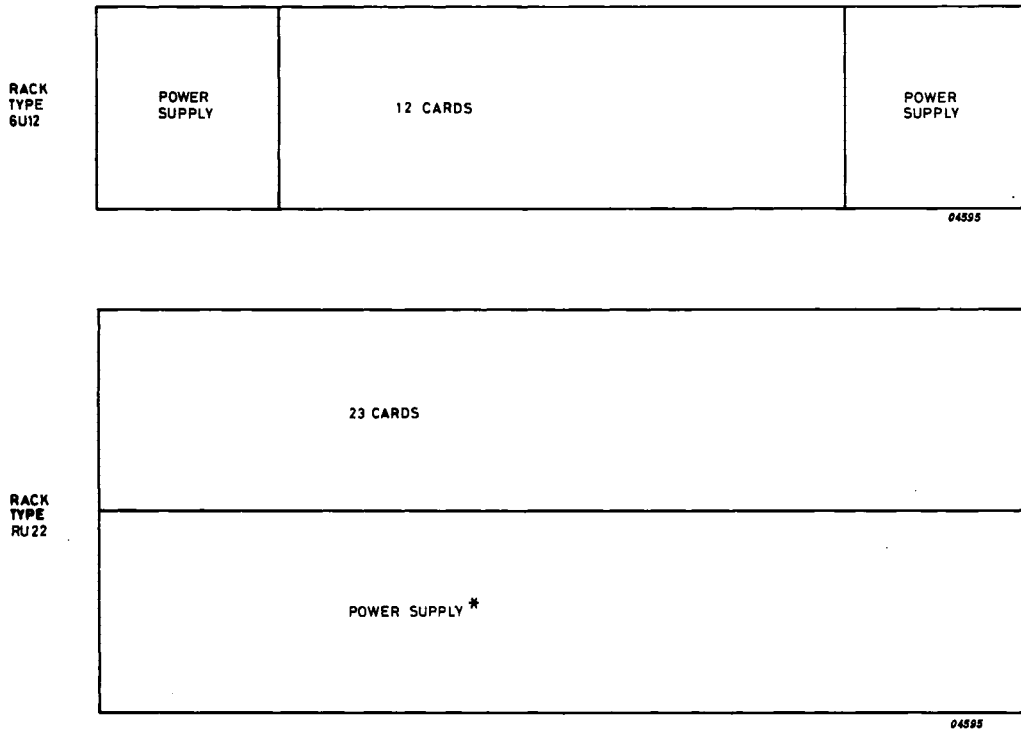 RACK
TYPE
6U12
POWER
SUPPLY
12 CARDS
POWER
SUPPLY
04595
RACK
TYPE
RU22
23 CARDS
POWER SUPPLY *
04595